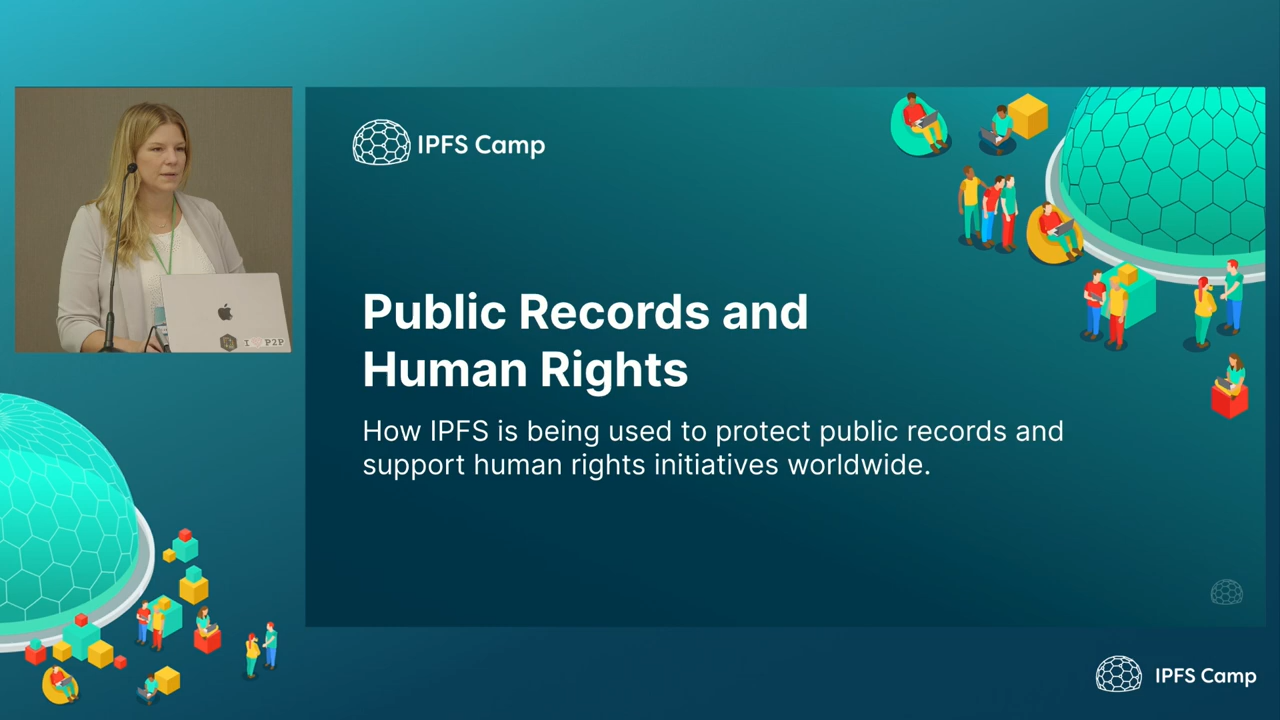 IPFS Camp
Public Records and
Human Rights
How IPFS is being used to protect public records and
support human rights initiatives worldwide.
I P2P
IPFS Camp